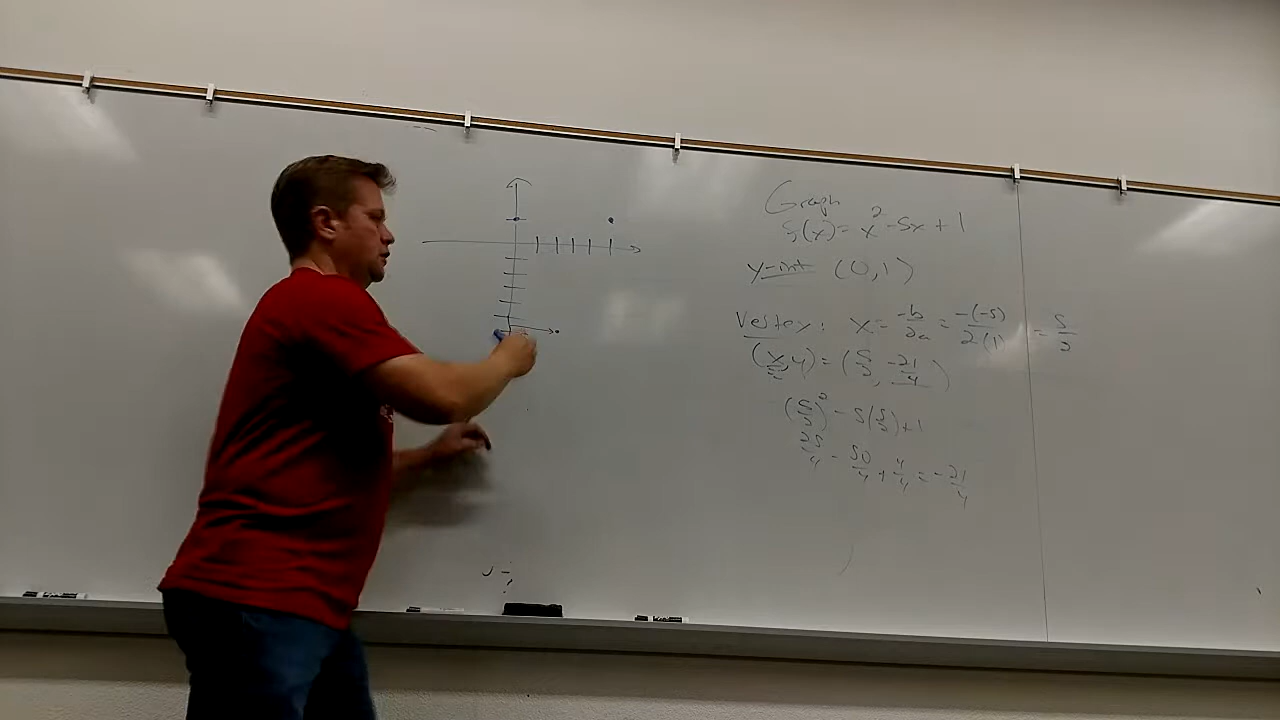 Graph
f(x) = x² - 5x + 1
y-int (0,1)
Vertex: x = -b/2a = -(-5)/2(1) = 5/2
(x,y) = (5/2, -21/4)
(5/2)² - 5(5/2) + 1
25/4 - 50/4 + 4/4 = -21/4